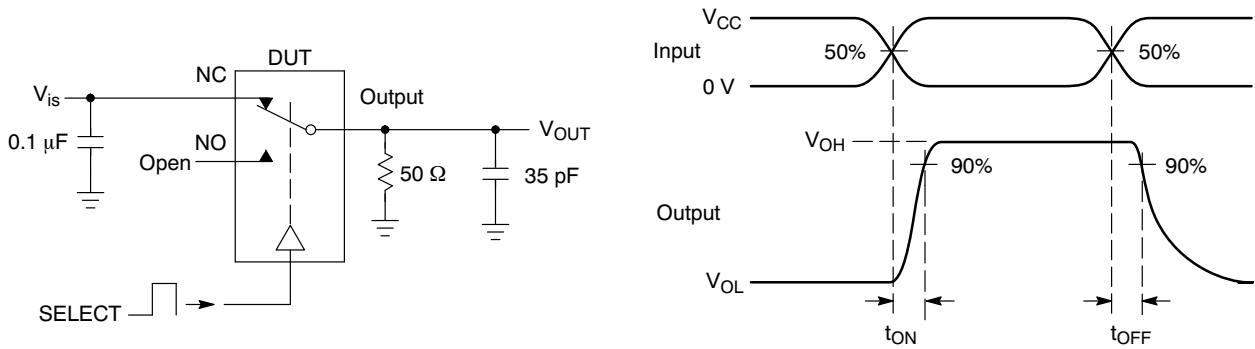 DUT
NC
V_is
Output
V_OUT
0.1 μF
NO
Open
50 Ω
35 pF
SELECT
V_CC
Input
50%
50%
0 V
V_OH
90%
90%
Output
V_OL
t_ON
t_OFF